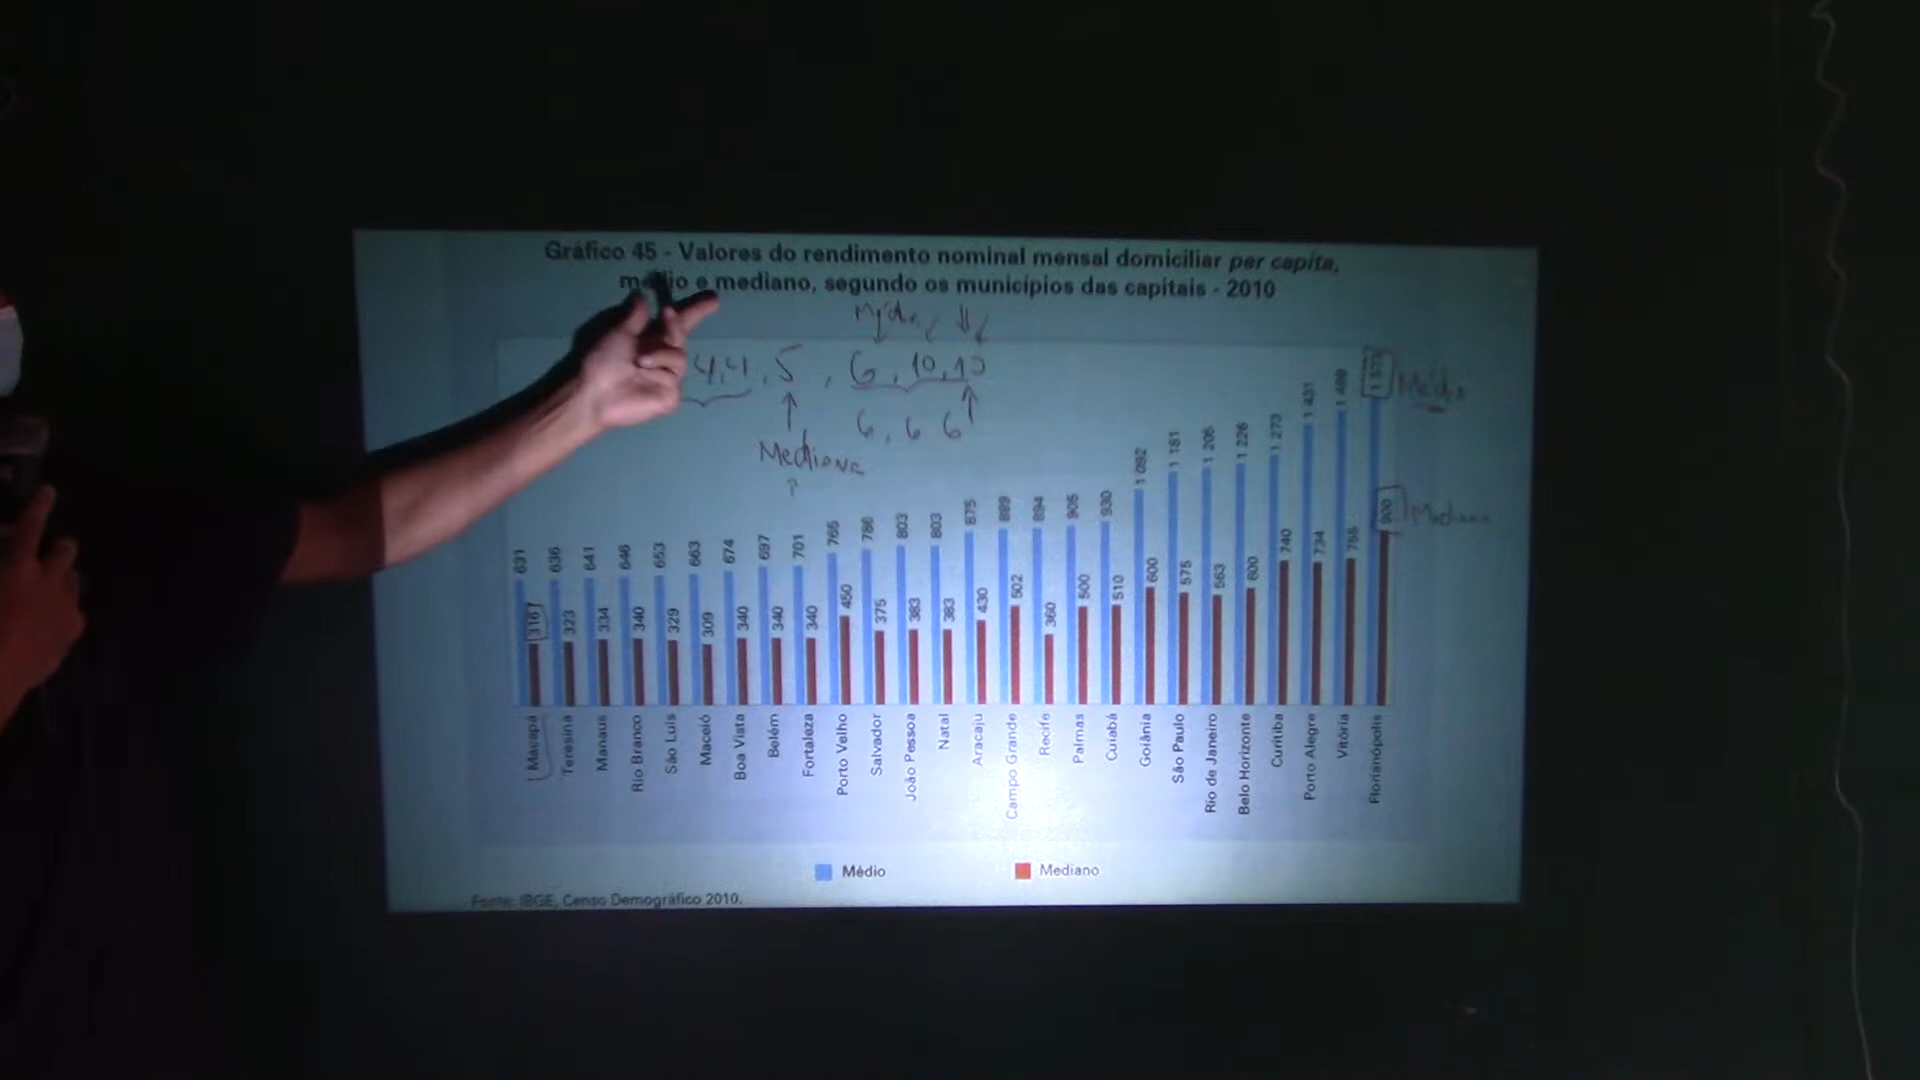 Gráfico 45 - Valores do rendimento nominal mensal domiciliar per capita,
e mediano, segundo os municípios das capitais - 2010
4,4, 5, 6, 10, 10
6, 6 6
Mediana
Média
Mediana
631 636 641 646 653 663 674 697 701 765 786 803 803 875 889 894 905 930 1 092 1 181 1 206 1 226 1 273 1 431 1 499 1 573
316 323 334 340 329 309 340 340 340 450 375 383 383 430 502 360 500 510 600 575 563 600 740 734 755 900
Macapá
Teresina
Manaus
Rio Branco
São Luís
Maceió
Boa Vista
Belém
Fortaleza
Porto Velho
Salvador
João Pessoa
Natal
Aracaju
Campo Grande
Recife
Palmas
Cuiabá
Goiânia
São Paulo
Rio de Janeiro
Belo Horizonte
Curitiba
Porto Alegre
Vitória
Florianópolis
Médio Mediano
Fonte: IBGE, Censo Demográfico 2010.